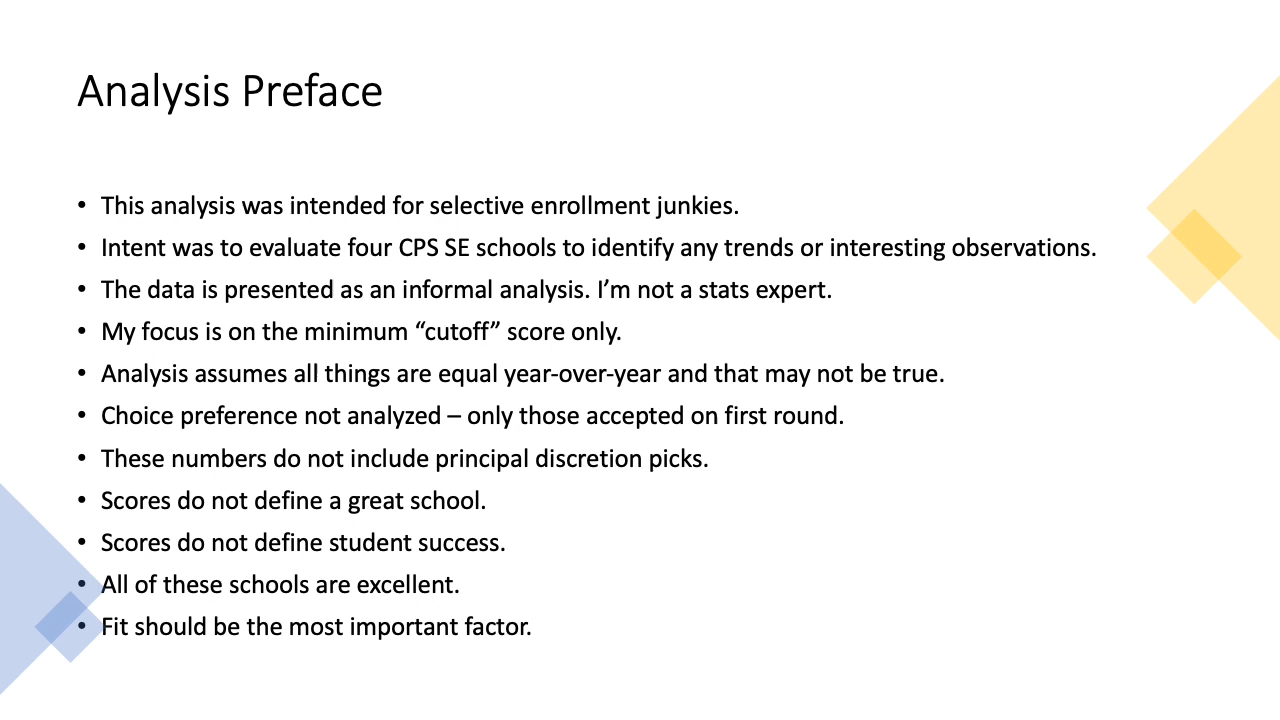 Analysis Preface
• This analysis was intended for selective enrollment junkies.
• Intent was to evaluate four CPS SE schools to identify any trends or interesting observations.
• The data is presented as an informal analysis. I’m not a stats expert.
• My focus is on the minimum “cutoff” score only.
• Analysis assumes all things are equal year-over-year and that may not be true.
• Choice preference not analyzed – only those accepted on first round.
• These numbers do not include principal discretion picks.
• Scores do not define a great school.
• Scores do not define student success.
• All of these schools are excellent.
• Fit should be the most important factor.